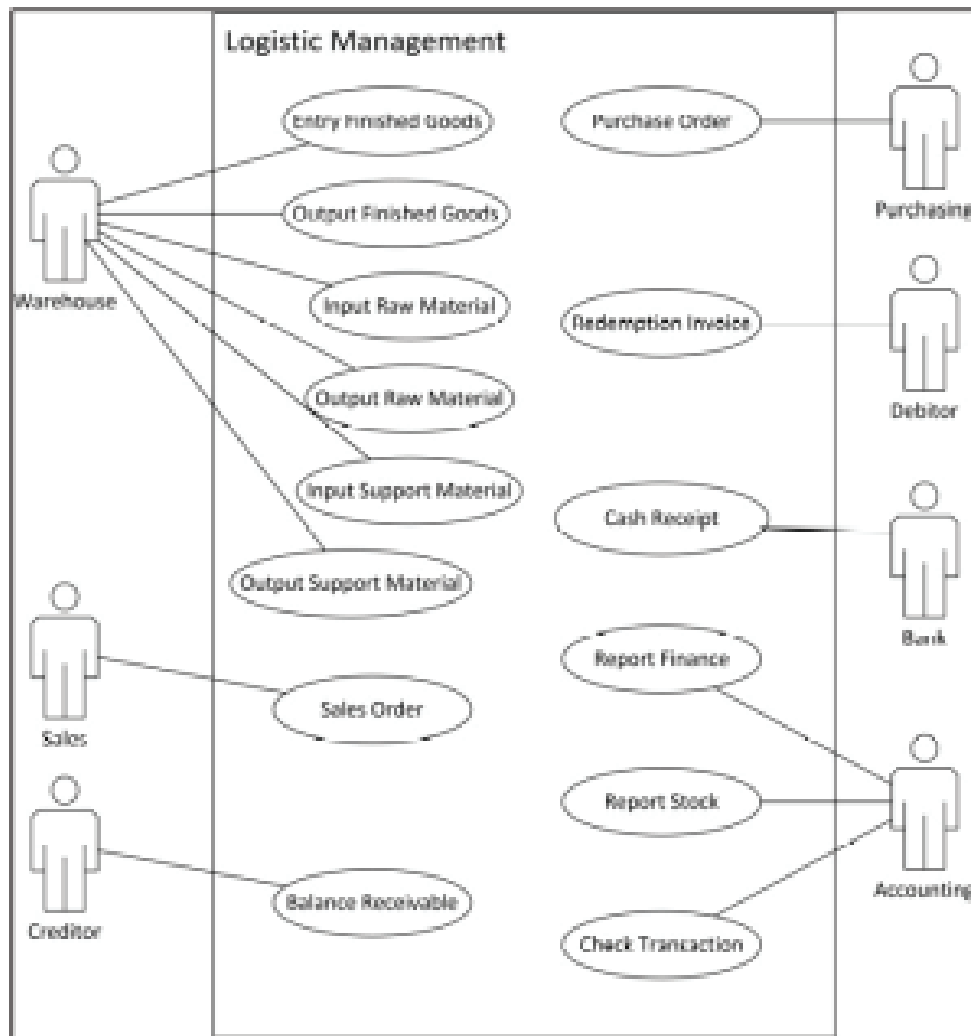 Logistic Management
Entry Finished Goods
Purchase Order
Output Finished Goods
Purchasing
Warehouse
Input Raw Material
Redemption Invoice
Output Raw Material
Debitor
Input Support Material
Cash Receipt
Output Support Material
Bank
Report Finance
Sales Order
Sales
Report Stock
Accounting
Balance Receivable
Creditor
Check Trancaction